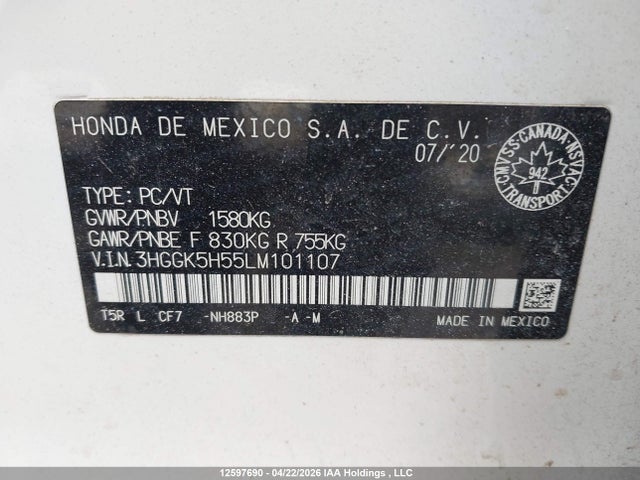 HONDA DE MEXICO S.A. DE C.V.
07/'20
CMVSS · CANADA · NSVAC
942
TRANSPORT
TYPE: PC/VT
GVWR/PNBV 1580KG
GAWR/PNBE F 830KG R 755KG
V.I.N. 3HGGK5H55LM101107
T5R L CF7 -NH883P -A -M
MADE IN MEXICO
12597690 - 04/22/2026 IAA Holdings , LLC